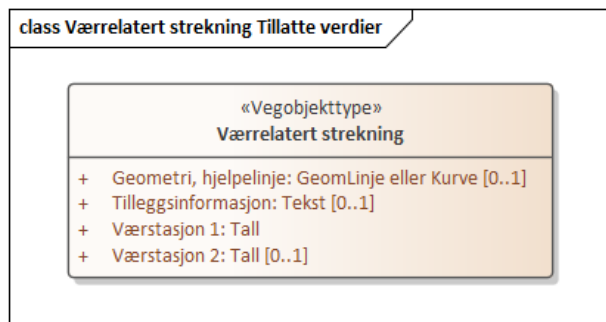 class Værrelatert strekning Tillatte verdier
«Vegobjekttype»
Værrelatert strekning
+ Geometri, hjelpelinje: GeomLinje eller Kurve [0..1]
+ Tilleggsinformasjon: Tekst [0..1]
+ Værstasjon 1: Tall
+ Værstasjon 2: Tall [0..1]